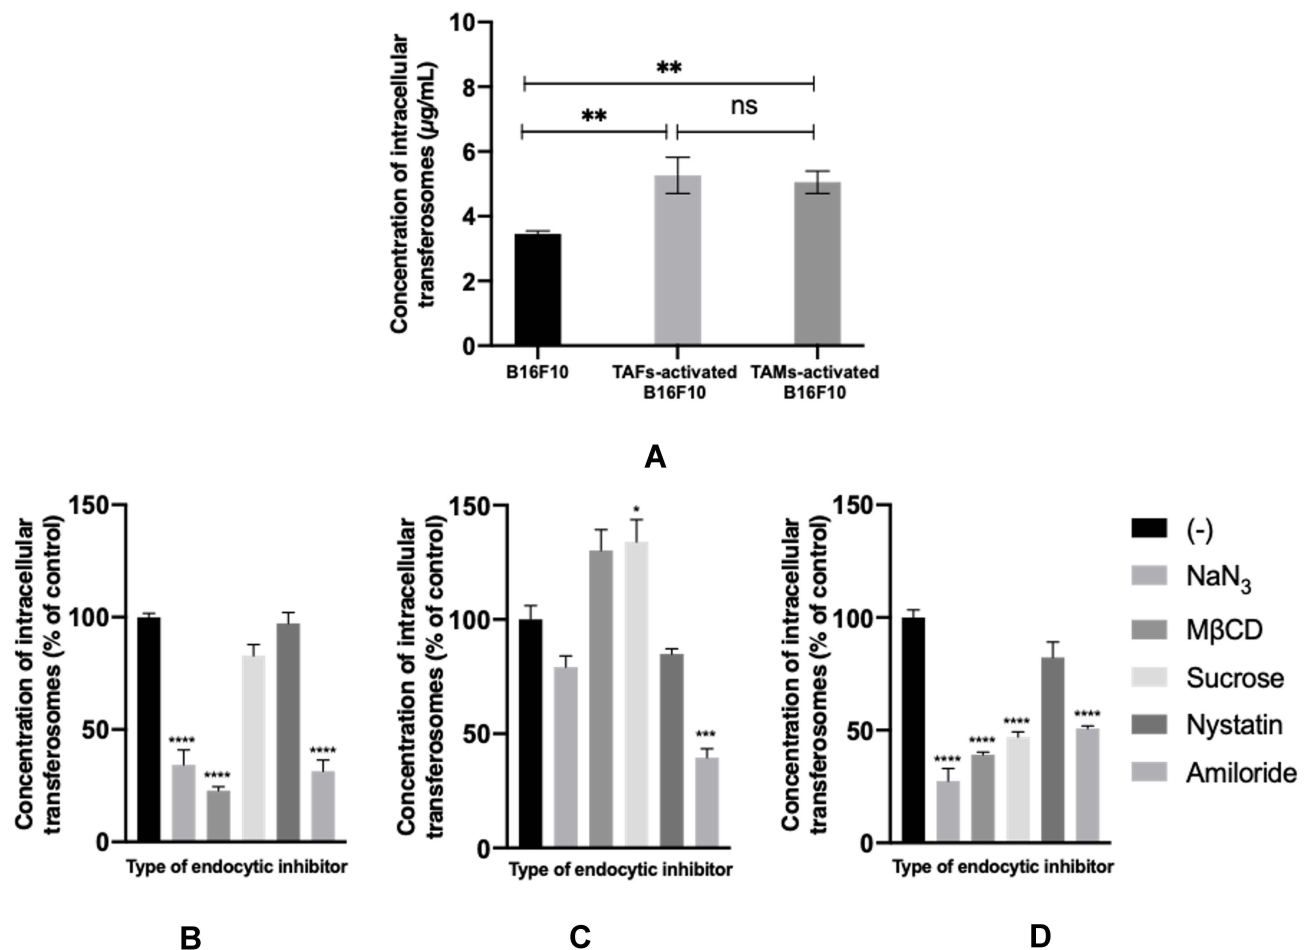 Concentration of intracellular
transferosomes (µg/mL)
10
8
6
4
2
0
**
**
ns
B16F10
TAFs-activated
B16F10
TAMs-activated
B16F10
A
Concentration of intracellular
transferosomes (% of control)
150
100
50
0
****
****
****
Type of endocytic inhibitor
B
Concentration of intracellular
transferosomes (% of control)
150
100
50
0
*
***
Type of endocytic inhibitor
C
Concentration of intracellular
transferosomes (% of control)
150
100
50
0
****
****
****
****
Type of endocytic inhibitor
D
(-)
NaN₃
MβCD
Sucrose
Nystatin
Amiloride